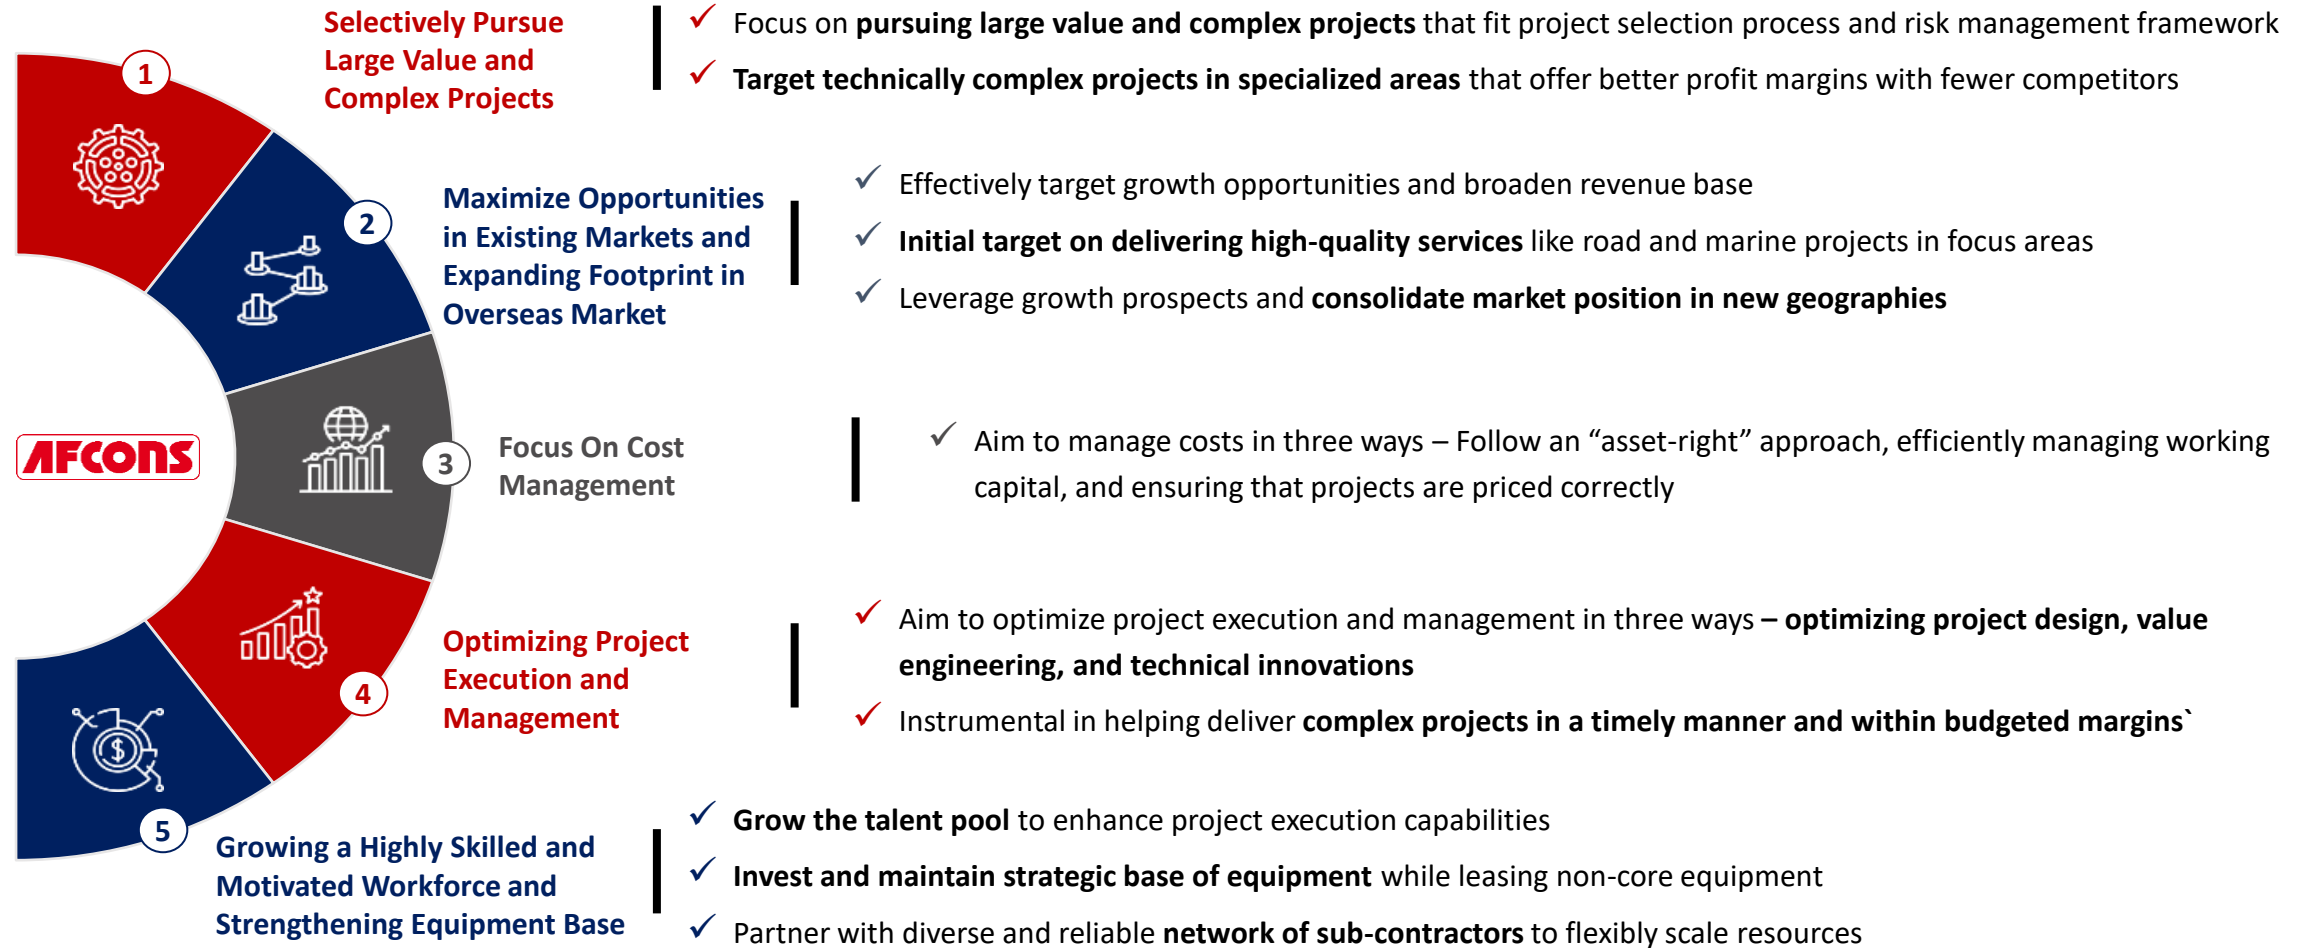 1
Selectively Pursue
Large Value and
Complex Projects
✓ Focus on pursuing large value and complex projects that fit project selection process and risk management framework
✓ Target technically complex projects in specialized areas that offer better profit margins with fewer competitors
2
Maximize Opportunities
in Existing Markets and
Expanding Footprint in
Overseas Market
✓ Effectively target growth opportunities and broaden revenue base
✓ Initial target on delivering high-quality services like road and marine projects in focus areas
✓ Leverage growth prospects and consolidate market position in new geographies
AFCONS
3
Focus On Cost
Management
✓ Aim to manage costs in three ways – Follow an “asset-right” approach, efficiently managing working
capital, and ensuring that projects are priced correctly
4
Optimizing Project
Execution and
Management
✓ Aim to optimize project execution and management in three ways – optimizing project design, value
engineering, and technical innovations
✓ Instrumental in helping deliver complex projects in a timely manner and within budgeted margins`
$
5
Growing a Highly Skilled and
Motivated Workforce and
Strengthening Equipment Base
✓ Grow the talent pool to enhance project execution capabilities
✓ Invest and maintain strategic base of equipment while leasing non-core equipment
✓ Partner with diverse and reliable network of sub-contractors to flexibly scale resources